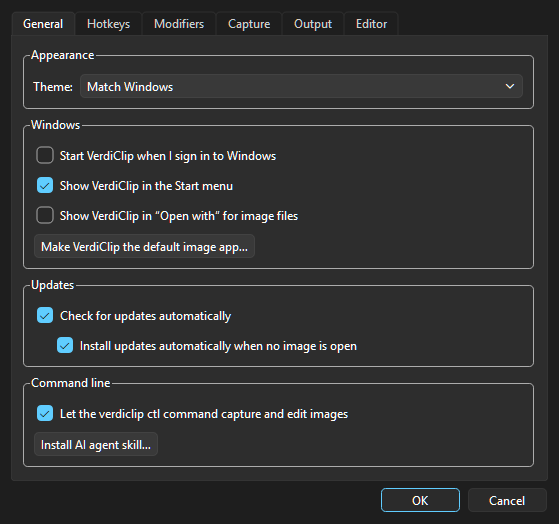 General Hotkeys Modifiers Capture Output Editor
Appearance
Theme: Match Windows
Windows
Start VerdiClip when I sign in to Windows
Show VerdiClip in the Start menu
Show VerdiClip in “Open with” for image files
Make VerdiClip the default image app...
Updates
Check for updates automatically
Install updates automatically when no image is open
Command line
Let the verdiclip ctl command capture and edit images
Install AI agent skill...
OK Cancel